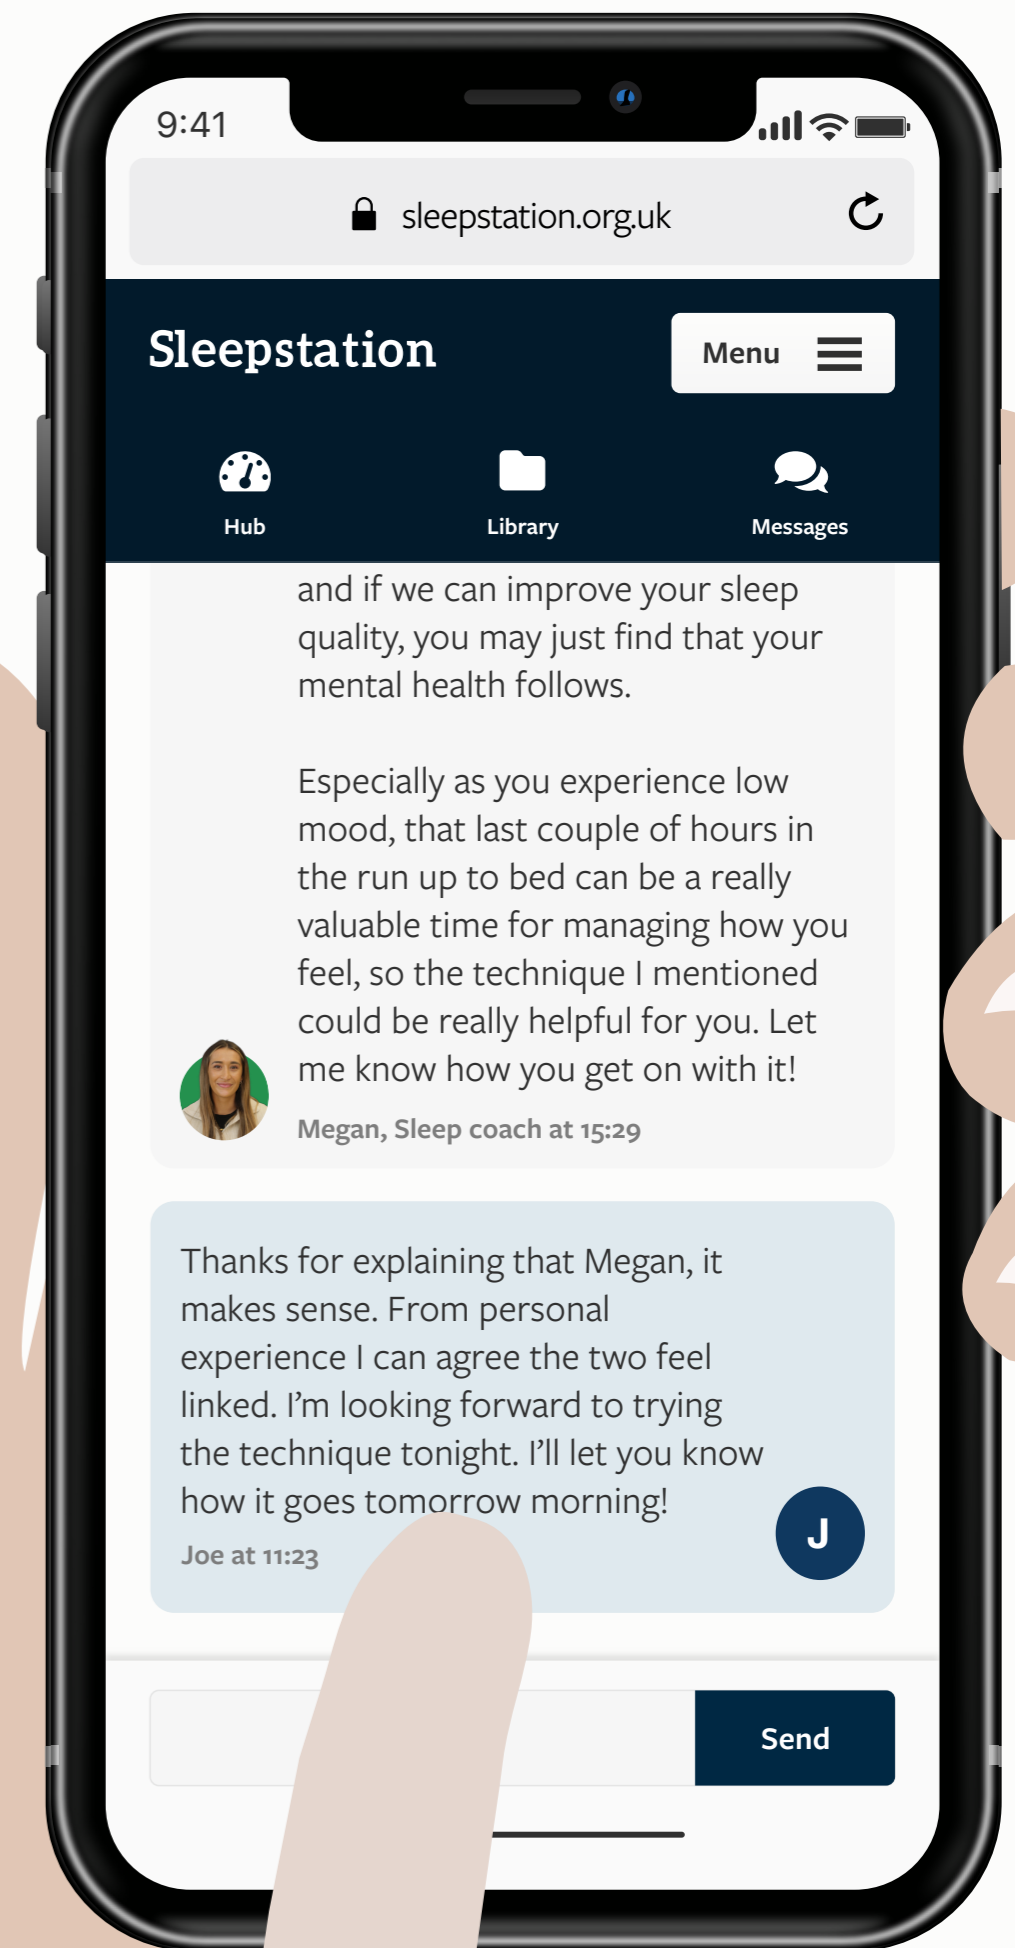 9:41
sleepstation.org.uk
Sleepstation
Menu
Hub
Library
Messages
and if we can improve your sleep
quality, you may just find that your
mental health follows.
Especially as you experience low
mood, that last couple of hours in
the run up to bed can be a really
valuable time for managing how you
feel, so the technique I mentioned
could be really helpful for you. Let
me know how you get on with it!
Megan, Sleep coach at 15:29
Thanks for explaining that Megan, it
makes sense. From personal
experience I can agree the two feel
linked. I’m looking forward to trying
the technique tonight. I’ll let you know
how it goes tomorrow morning!
J
Joe at 11:23
Send